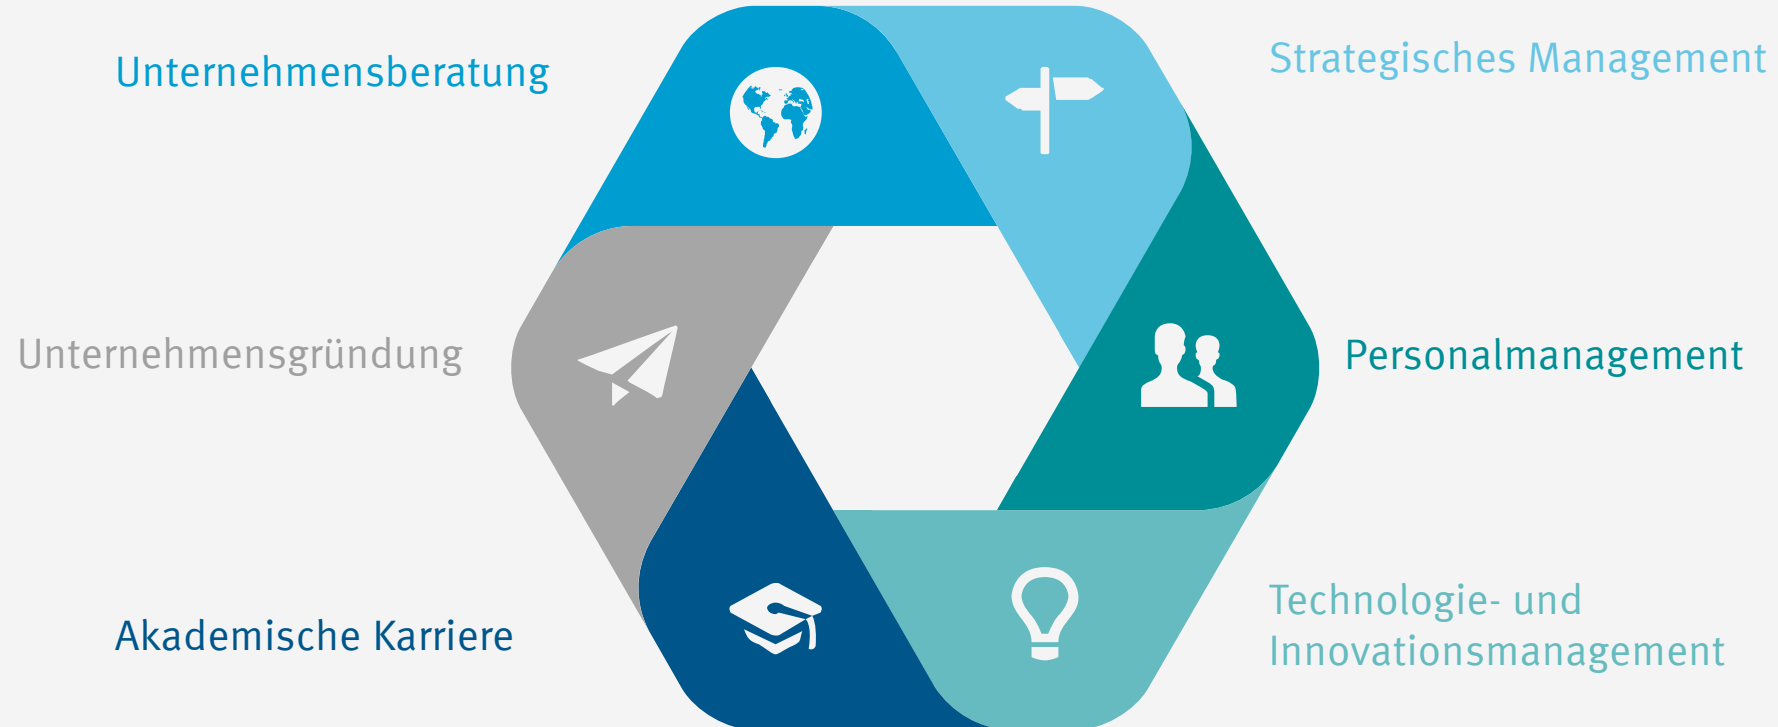 Unternehmensberatung
Strategisches Management
Unternehmensgründung
Personalmanagement
Akademische Karriere
Technologie- und
Innovationsmanagement